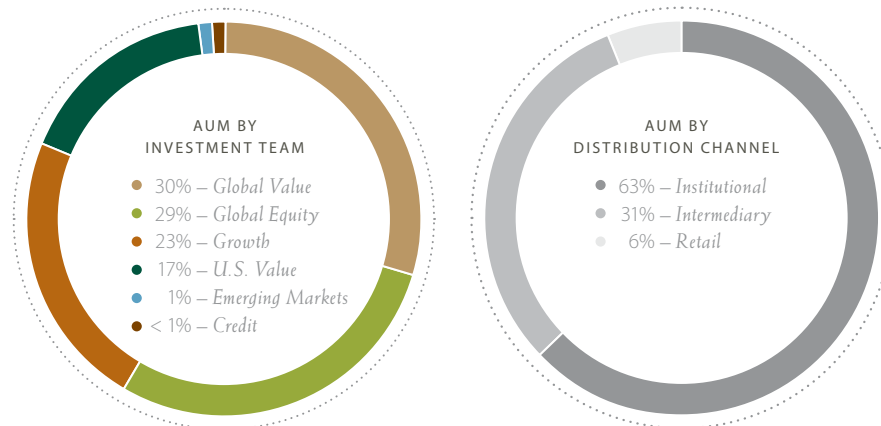 AUM BY
INVESTMENT TEAM
30% – Global Value
29% – Global Equity
23% – Growth
17% – U.S. Value
1% – Emerging Markets
< 1% – Credit
AUM BY
DISTRIBUTION CHANNEL
63% – Institutional
31% – Intermediary
6% – Retail